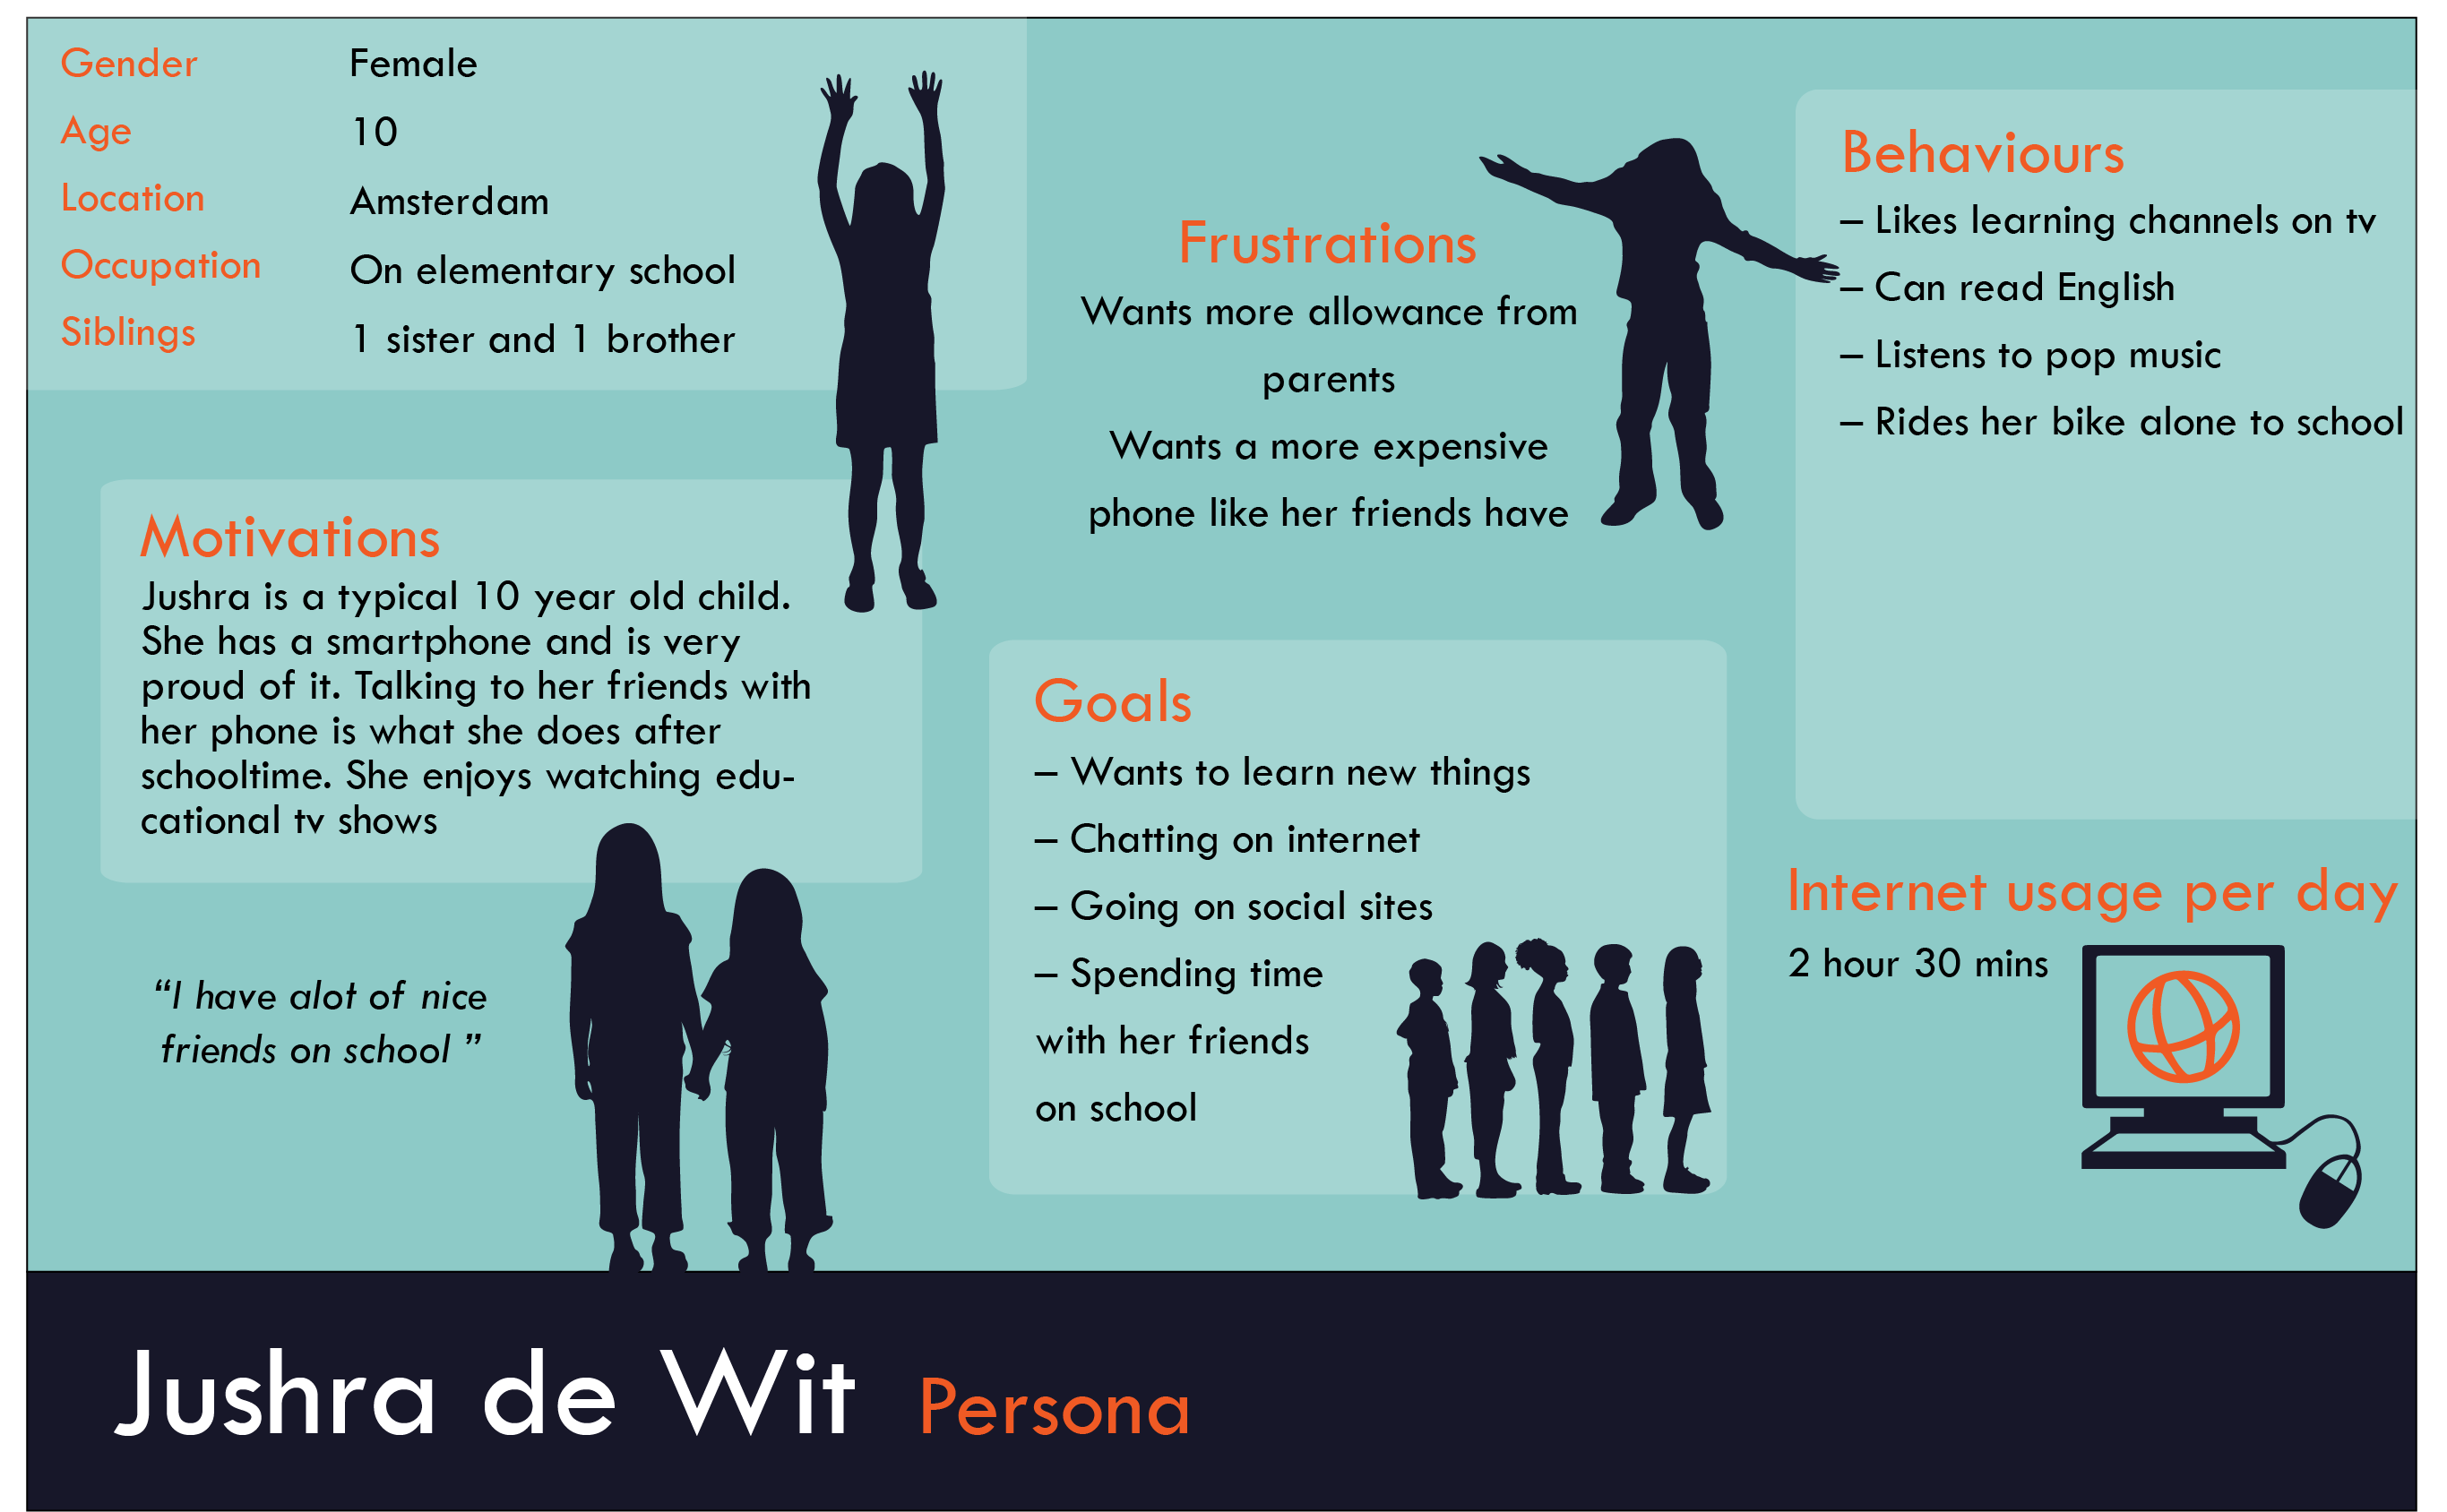 Gender Female
Age 10
Location Amsterdam
Occupation On elementary school
Siblings 1 sister and 1 brother
Motivations
Jushra is a typical 10 year old child.
She has a smartphone and is very
proud of it. Talking to her friends with
her phone is what she does after
schooltime. She enjoys watching edu-
cational tv shows
“I have alot of nice
friends on school ”
Frustrations
Wants more allowance from
parents
Wants a more expensive
phone like her friends have
Goals
– Wants to learn new things
– Chatting on internet
– Going on social sites
– Spending time
with her friends
on school
Behaviours
– Likes learning channels on tv
– Can read English
– Listens to pop music
– Rides her bike alone to school
Internet usage per day
2 hour 30 mins
Jushra de Wit Persona